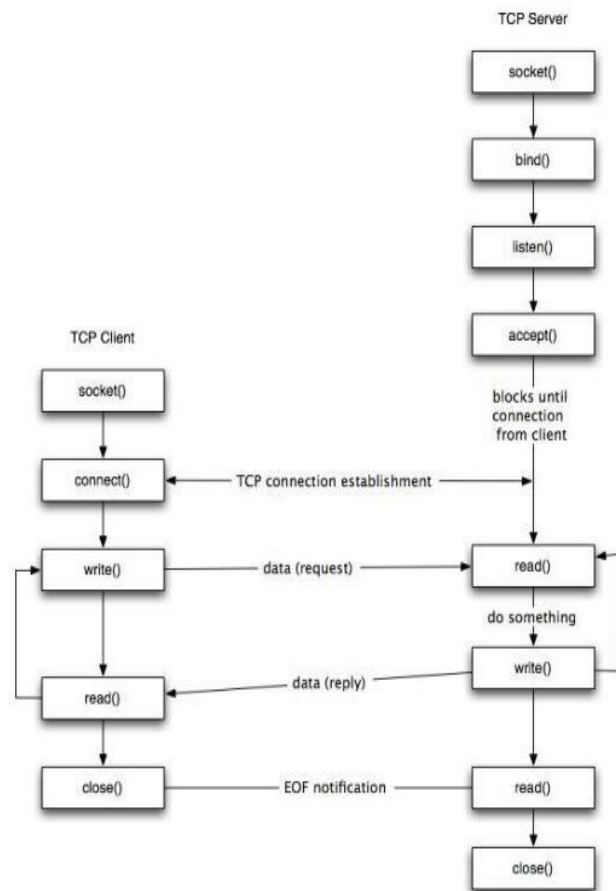 TCP Server
socket()
bind()
listen()
accept()
TCP Client
blocks until
connection
from client
socket()
connect()
TCP connection establishment
write()
data (request)
read()
do something
read()
data (reply)
write()
close()
EOF notification
read()
close()